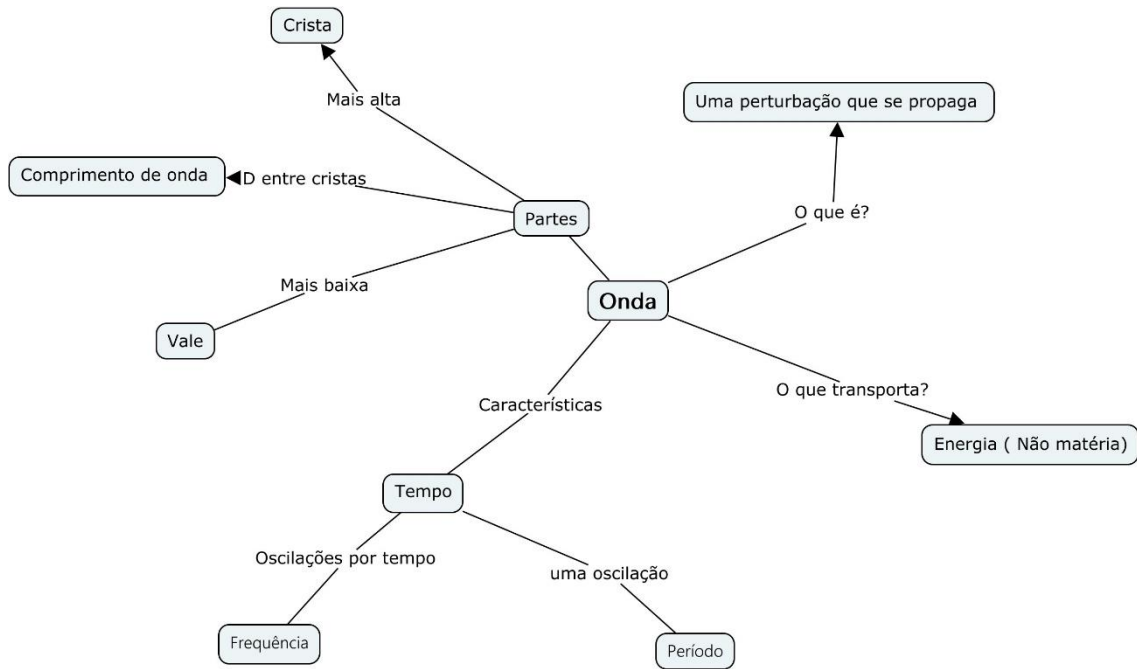 Crista
Mais alta
Uma perturbação que se propaga
Comprimento de onda
D entre cristas
Partes
O que é?
Mais baixa
Onda
Vale
O que transporta?
Características
Energia ( Não matéria)
Tempo
Oscilações por tempo
uma oscilação
Frequência
Período